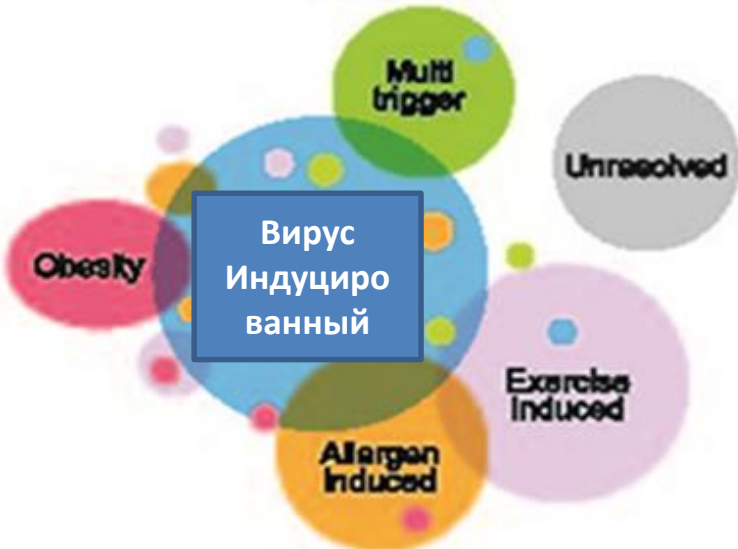 Multi
trigger
Unresolved
Вирус
Индуциро
ванный
Obesity
Exercise
Induced
Allergen
Induced